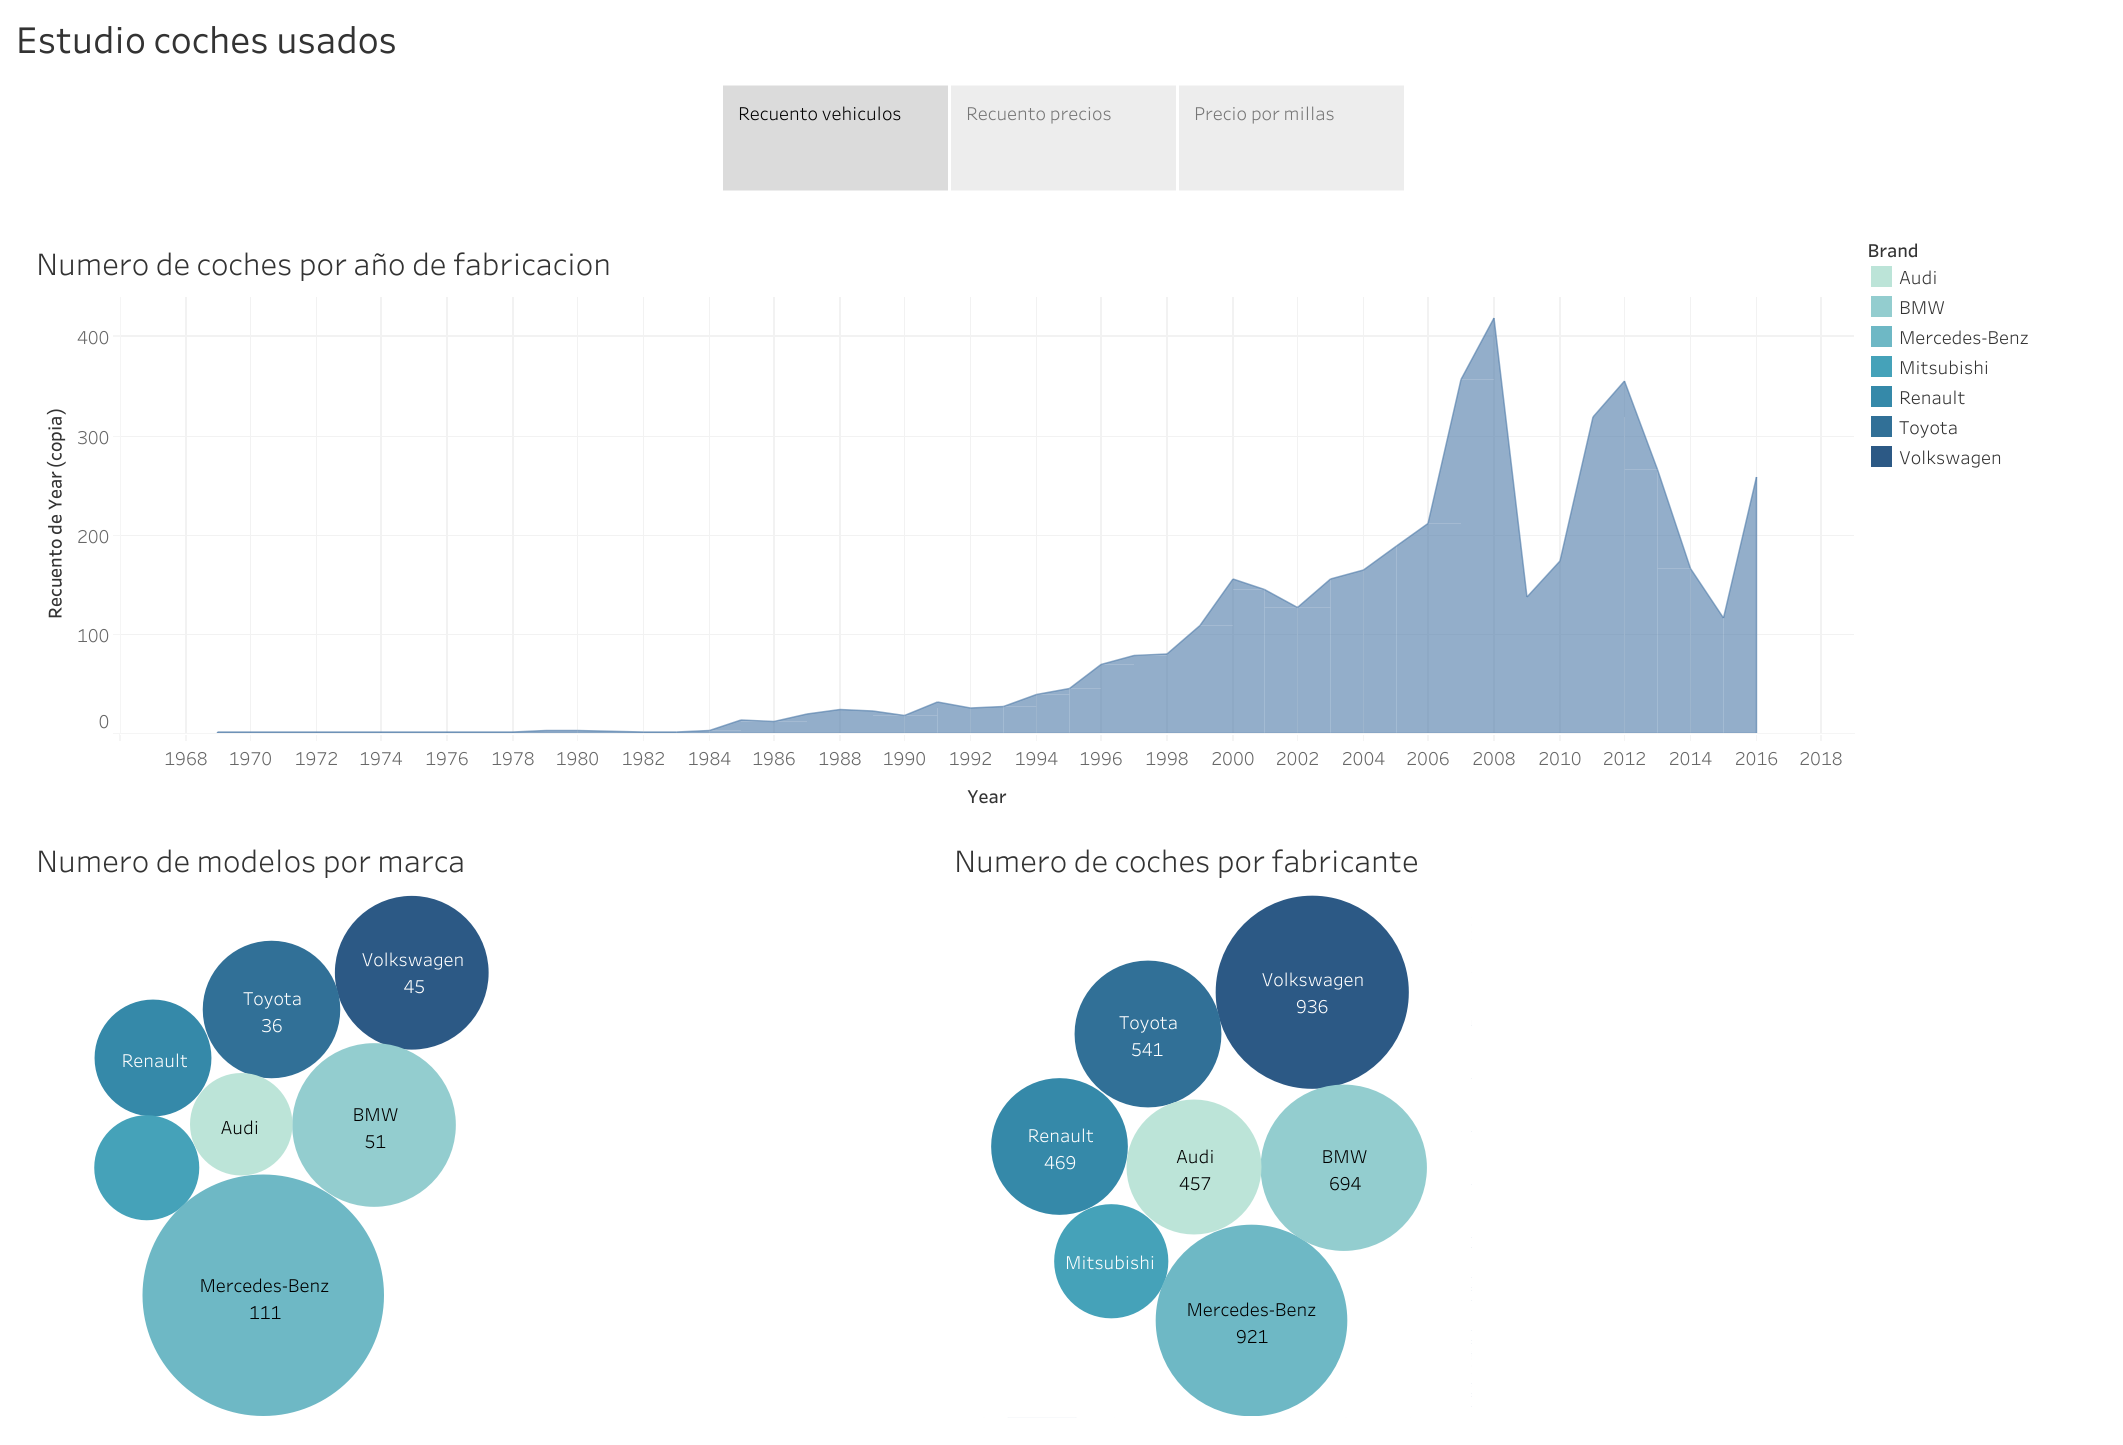 Estudio coches usados
Recuento vehiculos
Recuento precios
Precio por millas
Numero de coches por año de fabricacion
Recuento de Year (copia)
400
300
200
100
0
1968 1970 1972 1974 1976 1978 1980 1982 1984 1986 1988 1990 1992 1994 1996 1998 2000 2002 2004 2006 2008 2010 2012 2014 2016 2018
Year
Brand
Audi
BMW
Mercedes-Benz
Mitsubishi
Renault
Toyota
Volkswagen
Numero de modelos por marca
Volkswagen
45
Toyota
36
Renault
Audi
BMW
51
Mercedes-Benz
111
Numero de coches por fabricante
Volkswagen
936
Toyota
541
Renault
469
Audi
457
BMW
694
Mitsubishi
Mercedes-Benz
921